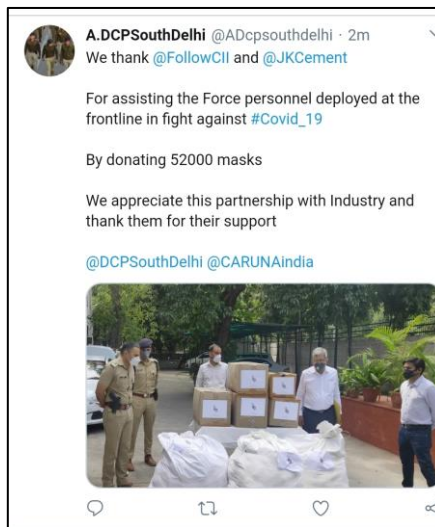 A.DCPSouthDelhi @ADcpsouthdelhi · 2m
We thank @FollowCII and @JKCement
For assisting the Force personnel deployed at the
frontline in fight against #Covid_19
By donating 52000 masks
We appreciate this partnership with Industry and
thank them for their support
@DCPSouthDelhi @CARUNAindia